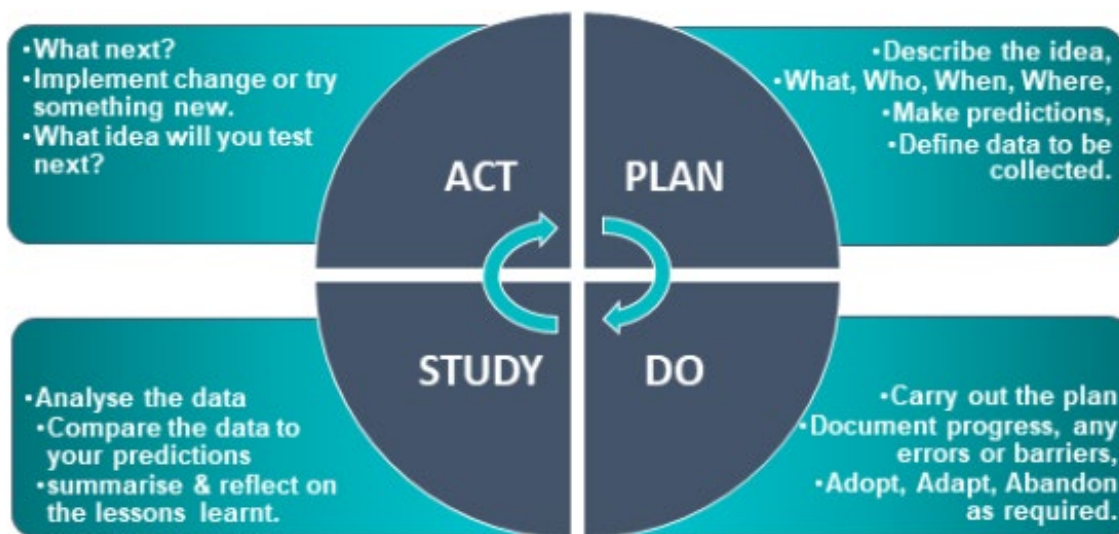 •What next?
•Implement change or try
something new.
•What idea will you test
next?
ACT
PLAN
•Describe the idea,
•What, Who, When, Where,
•Make predictions,
•Define data to be
collected.
•Analyse the data
•Compare the data to
your predictions
•summarise & reflect on
the lessons learnt.
STUDY
DO
•Carry out the plan
•Document progress, any
errors or barriers,
•Adopt, Adapt, Abandon
as required.